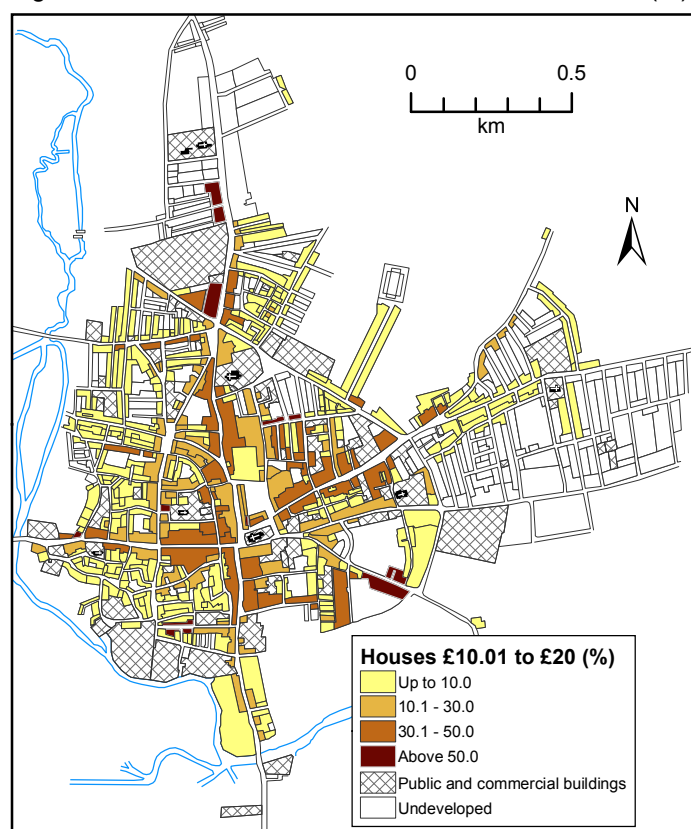 0 0.5
km
N
Houses £10.01 to £20 (%)
Up to 10.0
10.1 - 30.0
30.1 - 50.0
Above 50.0
Public and commercial buildings
Undeveloped